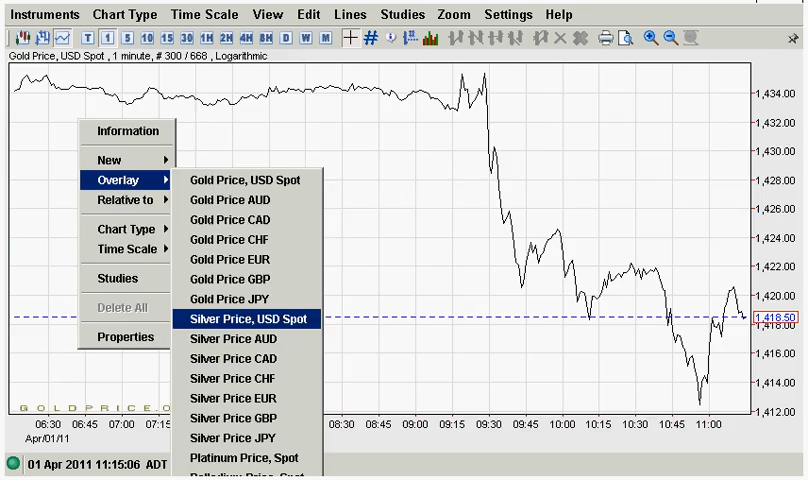 Instruments Chart Type Time Scale View Edit Lines Studies Zoom Settings Help
T 1 5 10 15 30 1H 2H 4H 8H D W M
Gold Price, USD Spot , 1 minute, # 300 / 668 , Logarithmic
1,434.00
1,432.00
1,430.00
1,428.00
1,426.00
1,424.00
1,422.00
1,420.00
1,418.50
1,418.00
1,416.00
1,414.00
1,412.00
Information
New
Overlay
Relative to
Chart Type
Time Scale
Studies
Delete All
Properties
Gold Price, USD Spot
Gold Price AUD
Gold Price CAD
Gold Price CHF
Gold Price EUR
Gold Price GBP
Gold Price JPY
Silver Price, USD Spot
Silver Price AUD
Silver Price CAD
Silver Price CHF
Silver Price EUR
Silver Price GBP
Silver Price JPY
Platinum Price, Spot
Palladium Price, Spot
GOLDPRICE.O
06:30 06:45 07:00 07:15 08:30 08:45 09:00 09:15 09:30 09:45 10:00 10:15 10:30 10:45 11:00
Apr/01/11
01 Apr 2011 11:15:06 ADT